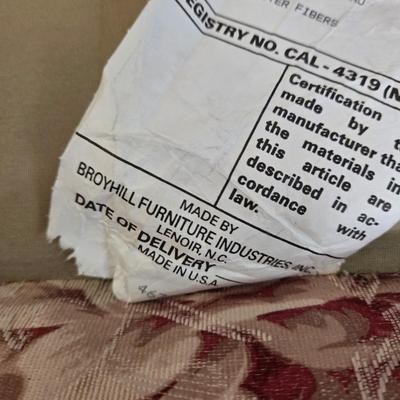 TER FIBERS
EGISTRY NO. CAL-4319 (N
Certification
made by t
manufacturer tha
the materials in
this article are
described in ac-
cordance with
law.
MADE BY
BROYHILL FURNITURE INDUSTRIES INC.
LENOIR, N.C.
DATE OF DELIVERY
MADE IN U.S.A.